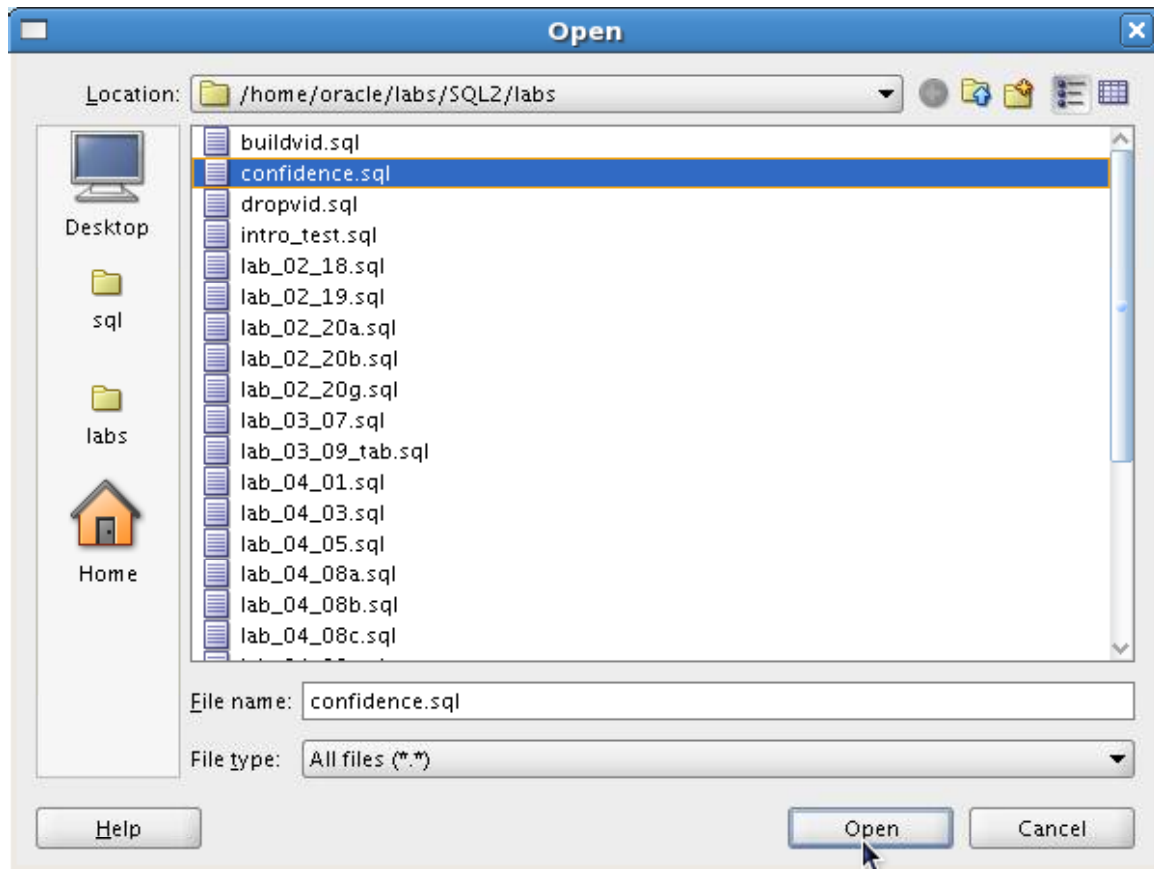 Open
Location: /home/oracle/labs/SQL2/labs
Desktop
sql
labs
Home
buildvid.sql
confidence.sql
dropvid.sql
intro_test.sql
lab_02_18.sql
lab_02_19.sql
lab_02_20a.sql
lab_02_20b.sql
lab_02_20g.sql
lab_03_07.sql
lab_03_09_tab.sql
lab_04_01.sql
lab_04_03.sql
lab_04_05.sql
lab_04_08a.sql
lab_04_08b.sql
lab_04_08c.sql
File name: confidence.sql
File type: All files (*.*)
Help
Open
Cancel